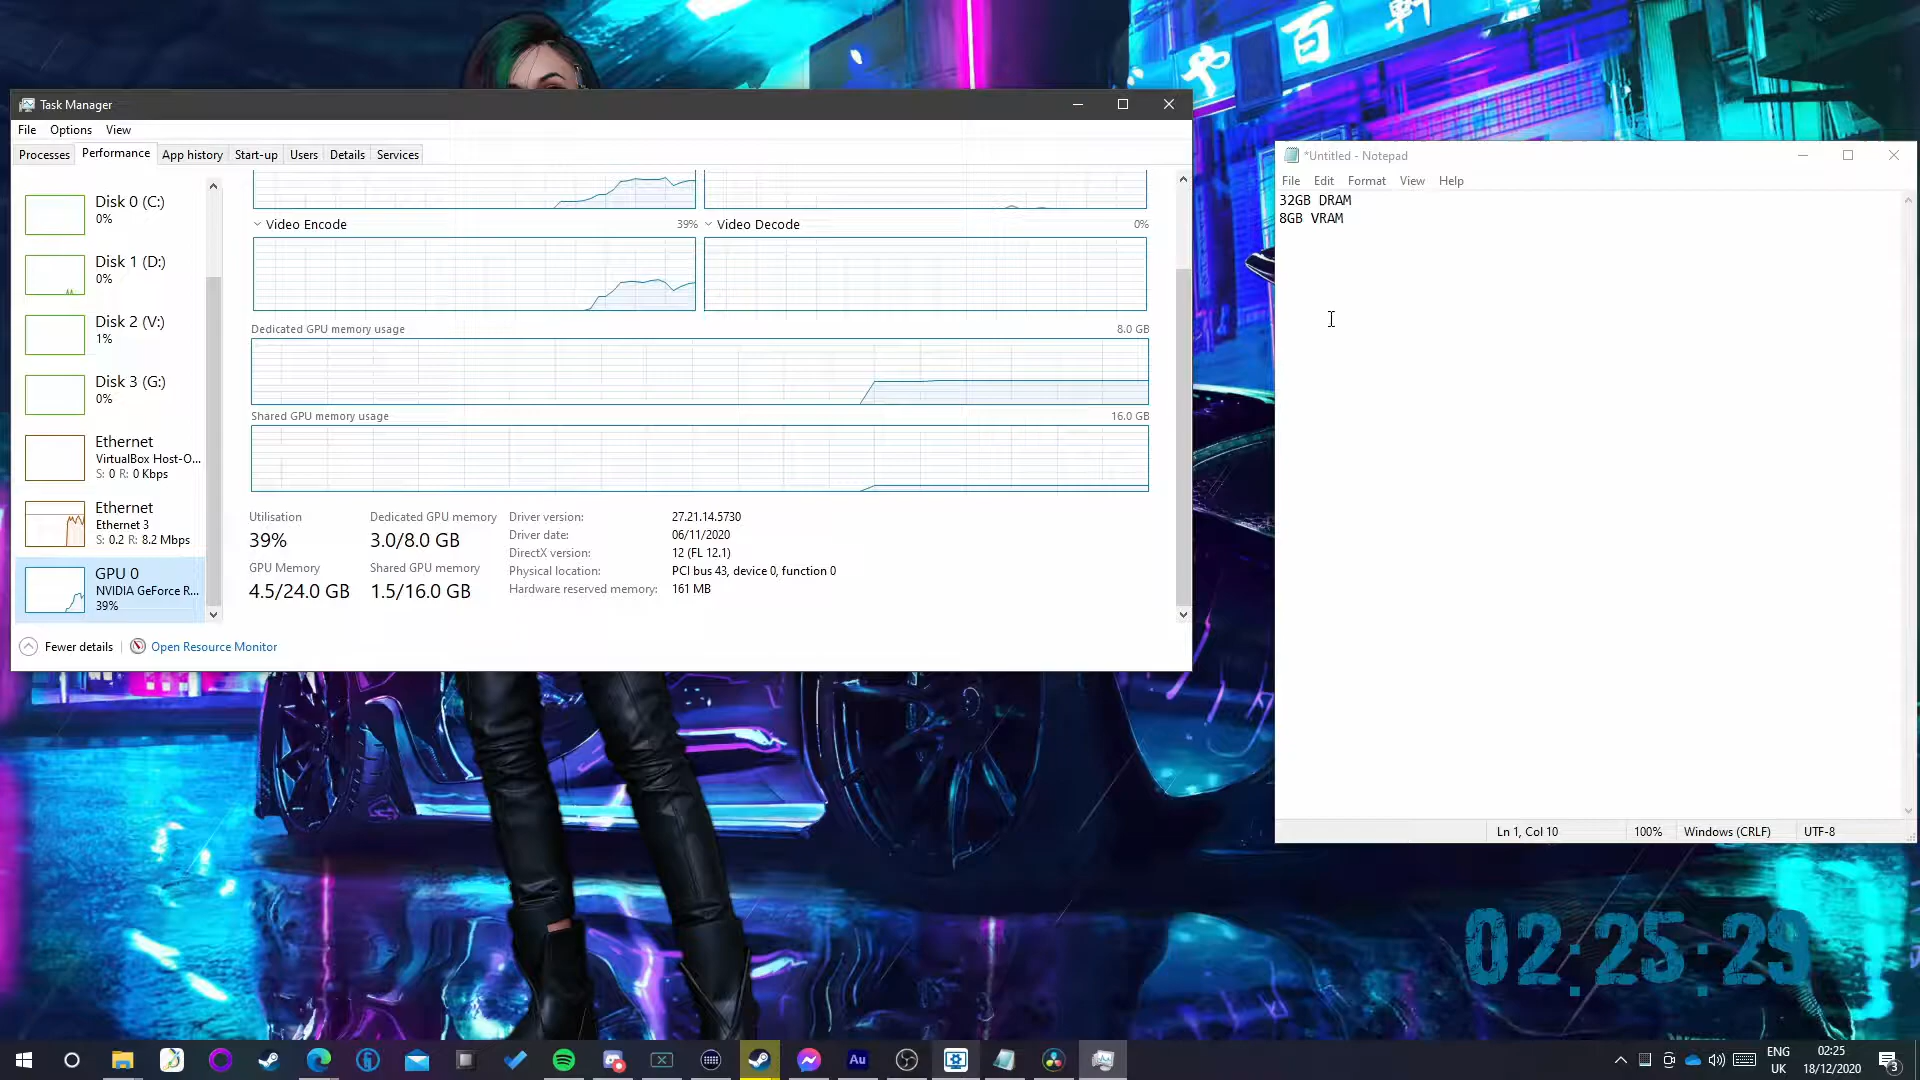 や百軒
Task Manager
File Options View
Processes Performance App history Start-up Users Details Services
Disk 0 (C:)
0%
Disk 1 (D:)
0%
Disk 2 (V:)
1%
Disk 3 (G:)
0%
Ethernet
VirtualBox Host-O...
S: 0 R: 0 Kbps
Ethernet
Ethernet 3
S: 0.2 R: 8.2 Mbps
GPU 0
NVIDIA GeForce R...
39%
Video Encode 39%
Video Decode 0%
Dedicated GPU memory usage 8.0 GB
Shared GPU memory usage 16.0 GB
Utilisation
39%
Dedicated GPU memory
3.0/8.0 GB
GPU Memory
4.5/24.0 GB
Shared GPU memory
1.5/16.0 GB
Driver version: 27.21.14.5730
Driver date: 06/11/2020
DirectX version: 12 (FL 12.1)
Physical location: PCI bus 43, device 0, function 0
Hardware reserved memory: 161 MB
Fewer details
Open Resource Monitor
*Untitled - Notepad
File Edit Format View Help
32GB DRAM
8GB VRAM
Ln 1, Col 10 100% Windows (CRLF) UTF-8
02:25:29
Au
ENG
UK
02:25
18/12/2020
3